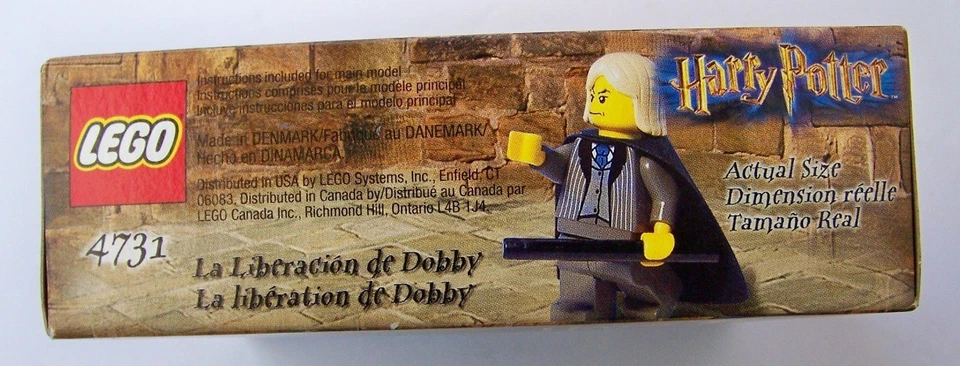 LEGO
Instructions included for main model
Instructions comprises pour le modele principal
Incluye instrucciones para el modelo principal
Made in DENMARK/Fabriqué au DANEMARK/
Hecho en DINAMARCA
Distributed in USA by LEGO Systems, Inc., Enfield, CT
06083, Distributed in Canada by/Distribué au Canada par
LEGO Canada Inc., Richmond Hill, Ontario L4B 1J4.
4731
La Liberación de Dobby
La libération de Dobby
Harry Potter™
Actual Size
Dimension réelle
Tamaño Real